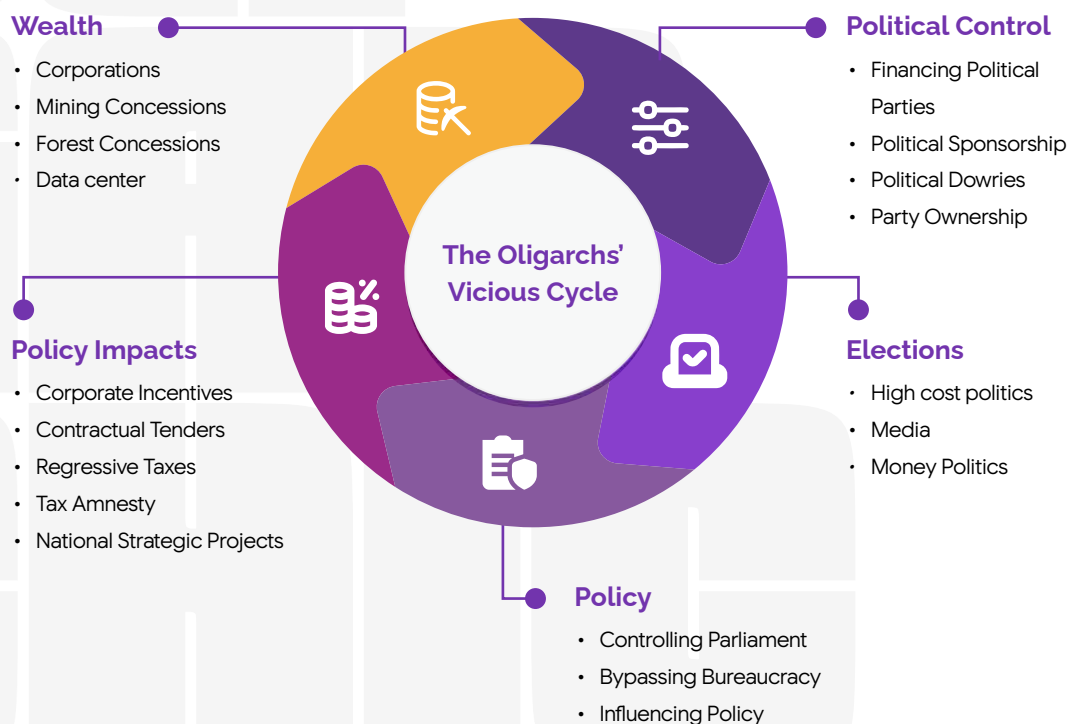 Wealth
• Corporations
• Mining Concessions
• Forest Concessions
• Data center
Political Control
• Financing Political
Parties
• Political Sponsorship
• Political Dowries
• Party Ownership
The Oligarchs’
Vicious Cycle
Policy Impacts
• Corporate Incentives
• Contractual Tenders
• Regressive Taxes
• Tax Amnesty
• National Strategic Projects
Elections
• High cost politics
• Media
• Money Politics
Policy
• Controlling Parliament
• Bypassing Bureaucracy
• Influencing Policy